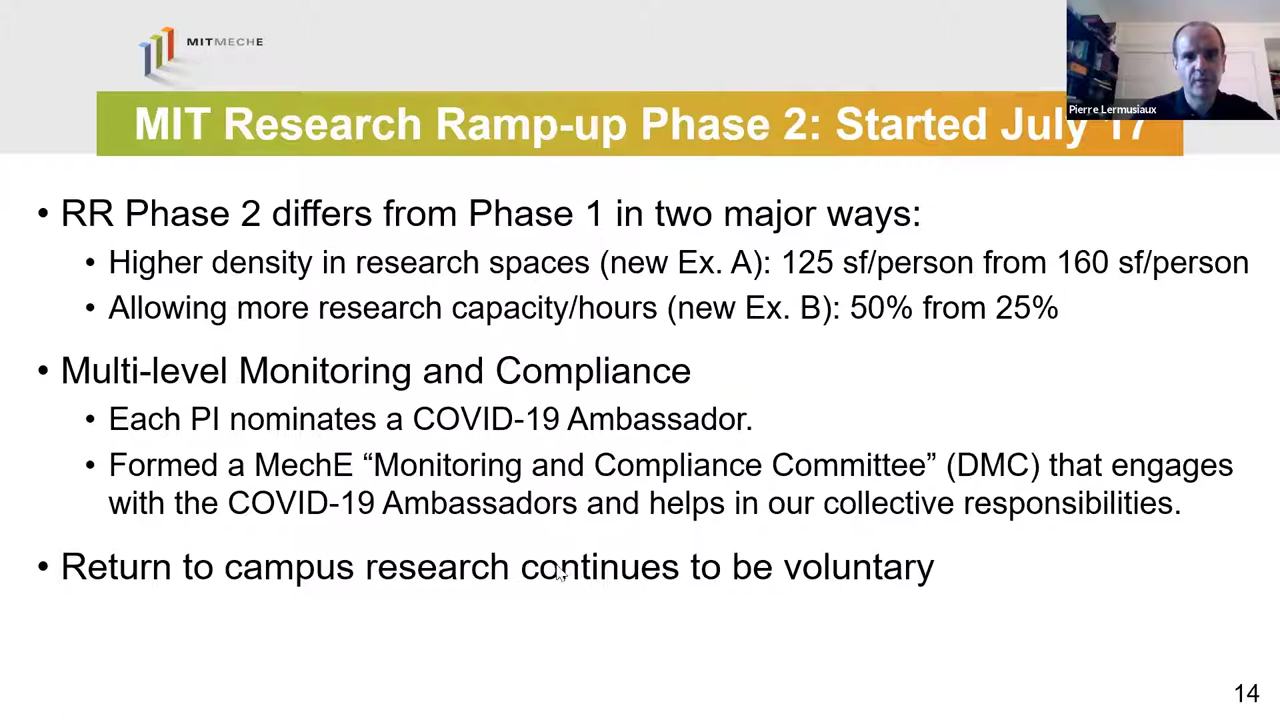 MITMECHE
Pierre Lermusiaux
MIT Research Ramp-up Phase 2: Started July 17
• RR Phase 2 differs from Phase 1 in two major ways:
• Higher density in research spaces (new Ex. A): 125 sf/person from 160 sf/person
• Allowing more research capacity/hours (new Ex. B): 50% from 25%
• Multi-level Monitoring and Compliance
• Each PI nominates a COVID-19 Ambassador.
• Formed a MechE “Monitoring and Compliance Committee” (DMC) that engages
with the COVID-19 Ambassadors and helps in our collective responsibilities.
• Return to campus research continues to be voluntary
14